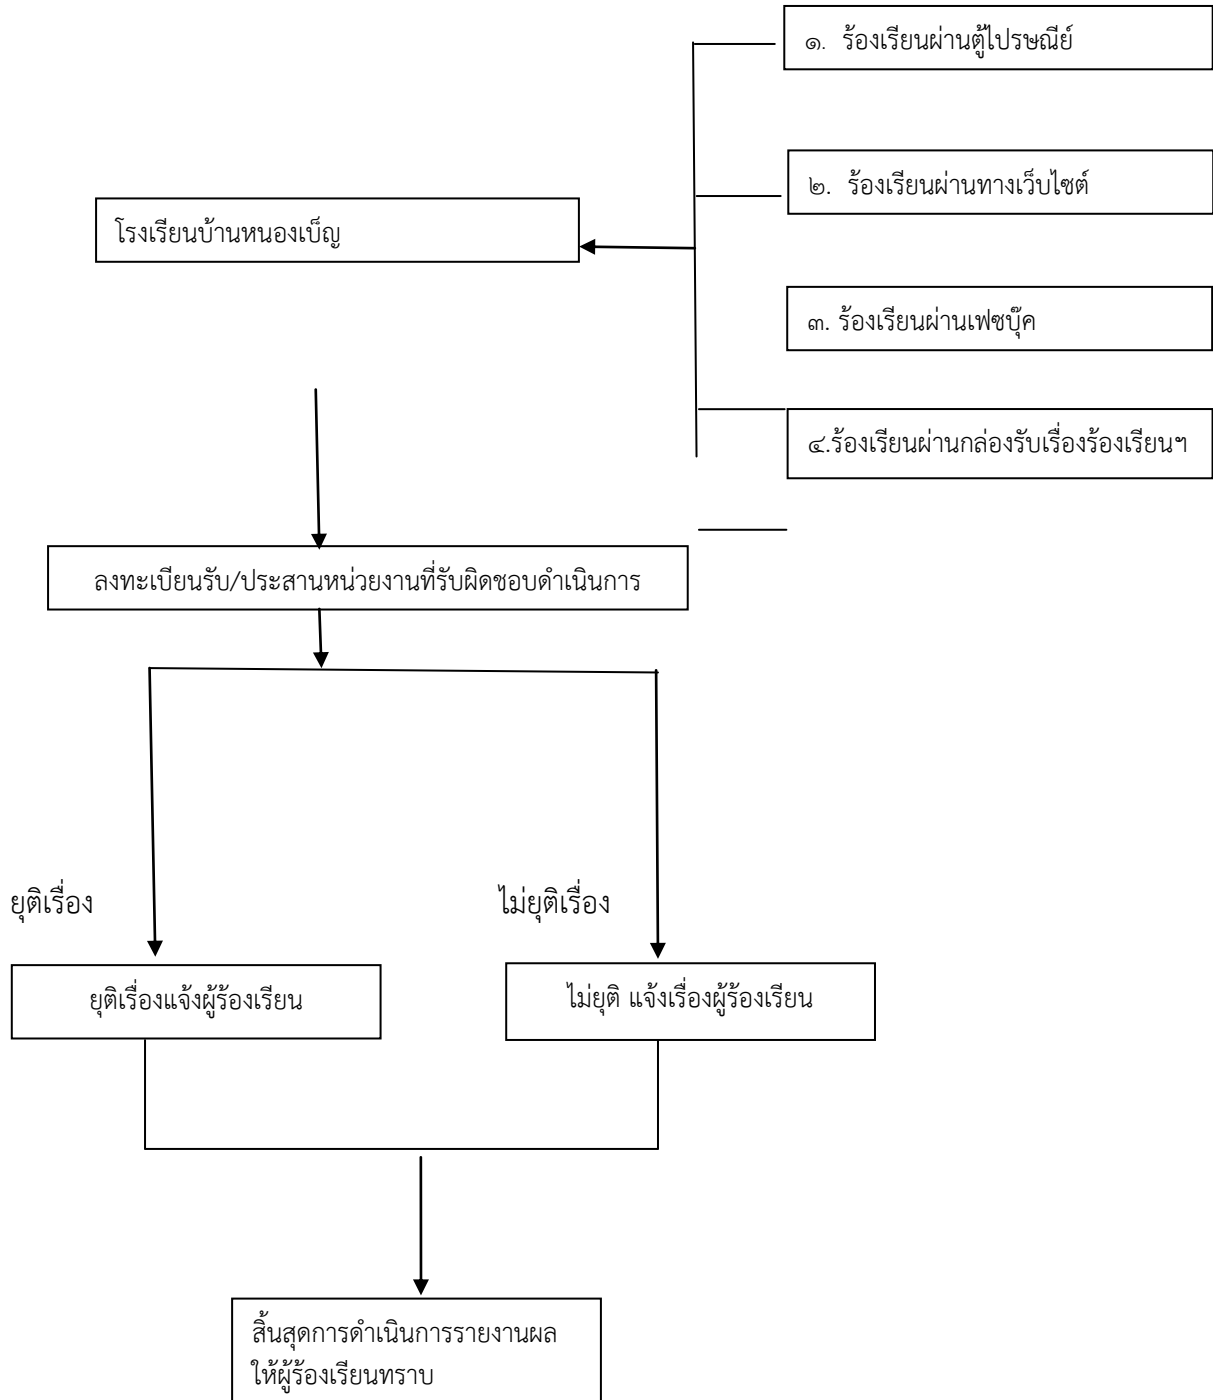 ๑. ร้องเรียนผ่านตู้ไปรษณีย์
๒. ร้องเรียนผ่านทางเว็บไซต์
โรงเรียนบ้านหนองเบ็ญ
๓. ร้องเรียนผ่านเฟซบุ๊ค
๔.ร้องเรียนผ่านกล่องรับเรื่องร้องเรียนฯ
ลงทะเบียนรับ/ประสานหน่วยงานที่รับผิดชอบดำเนินการ
ยุติเรื่อง
ไม่ยุติเรื่อง
ยุติเรื่องแจ้งผู้ร้องเรียน
ไม่ยุติ แจ้งเรื่องผู้ร้องเรียน
สิ้นสุดการดำเนินการรายงานผล
ให้ผู้ร้องเรียนทราบ